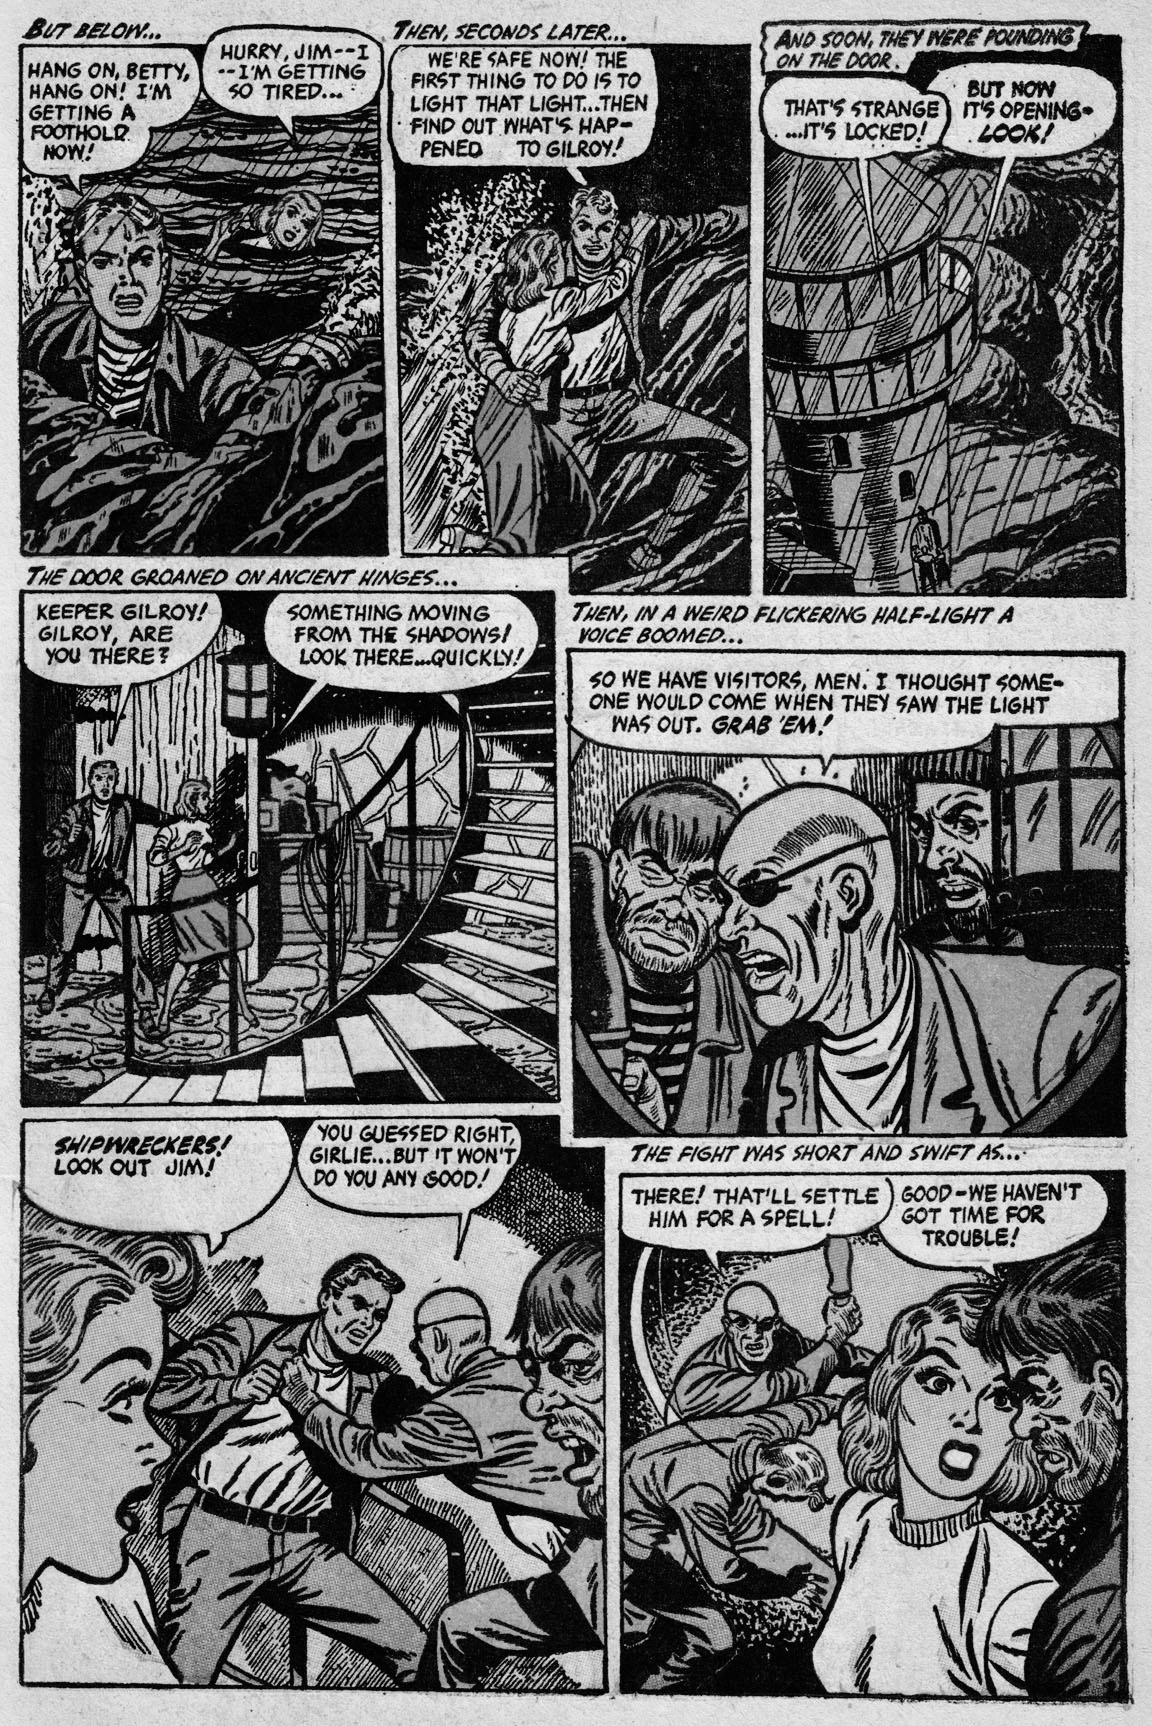 BUT BELOW...
HANG ON, BETTY,
HANG ON! I'M
GETTING A
FOOTHOLD
NOW!
HURRY, JIM--I
--I'M GETTING
SO TIRED...
THEN, SECONDS LATER...
WE'RE SAFE NOW! THE
FIRST THING TO DO IS TO
LIGHT THAT LIGHT...THEN
FIND OUT WHAT'S HAP-
PENED TO GILROY!
AND SOON, THEY WERE POUNDING
ON THE DOOR.
THAT'S STRANGE
...IT'S LOCKED!
BUT NOW
IT'S OPENING-
LOOK!
THE DOOR GROANED ON ANCIENT HINGES...
KEEPER GILROY!
GILROY, ARE
YOU THERE?
SOMETHING MOVING
FROM THE SHADOWS!
LOOK THERE...QUICKLY!
THEN, IN A WEIRD FLICKERING HALF-LIGHT A
VOICE BOOMED...
SO WE HAVE VISITORS, MEN. I THOUGHT SOME-
ONE WOULD COME WHEN THEY SAW THE LIGHT
WAS OUT. GRAB 'EM!
SHIPWRECKERS!
LOOK OUT JIM!
YOU GUESSED RIGHT,
GIRLIE...BUT IT WON'T
DO YOU ANY GOOD!
THE FIGHT WAS SHORT AND SWIFT AS...
THERE! THAT'LL SETTLE
HIM FOR A SPELL!
GOOD-WE HAVEN'T
GOT TIME FOR
TROUBLE!